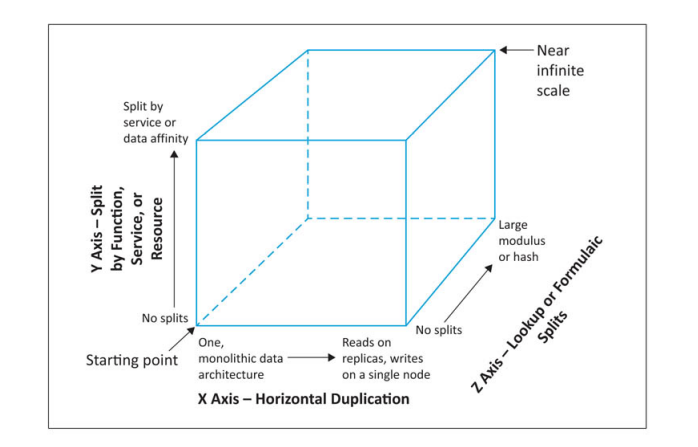 Near
infinite
scale
Split by
service or
data affinity
Y Axis – Split
by Function,
Service, or
Resource
Large
modulus
or hash
Z Axis – Lookup or Formulaic
Splits
No splits
No splits
Starting point
One,
monolithic data
architecture
Reads on
replicas, writes
on a single node
X Axis – Horizontal Duplication